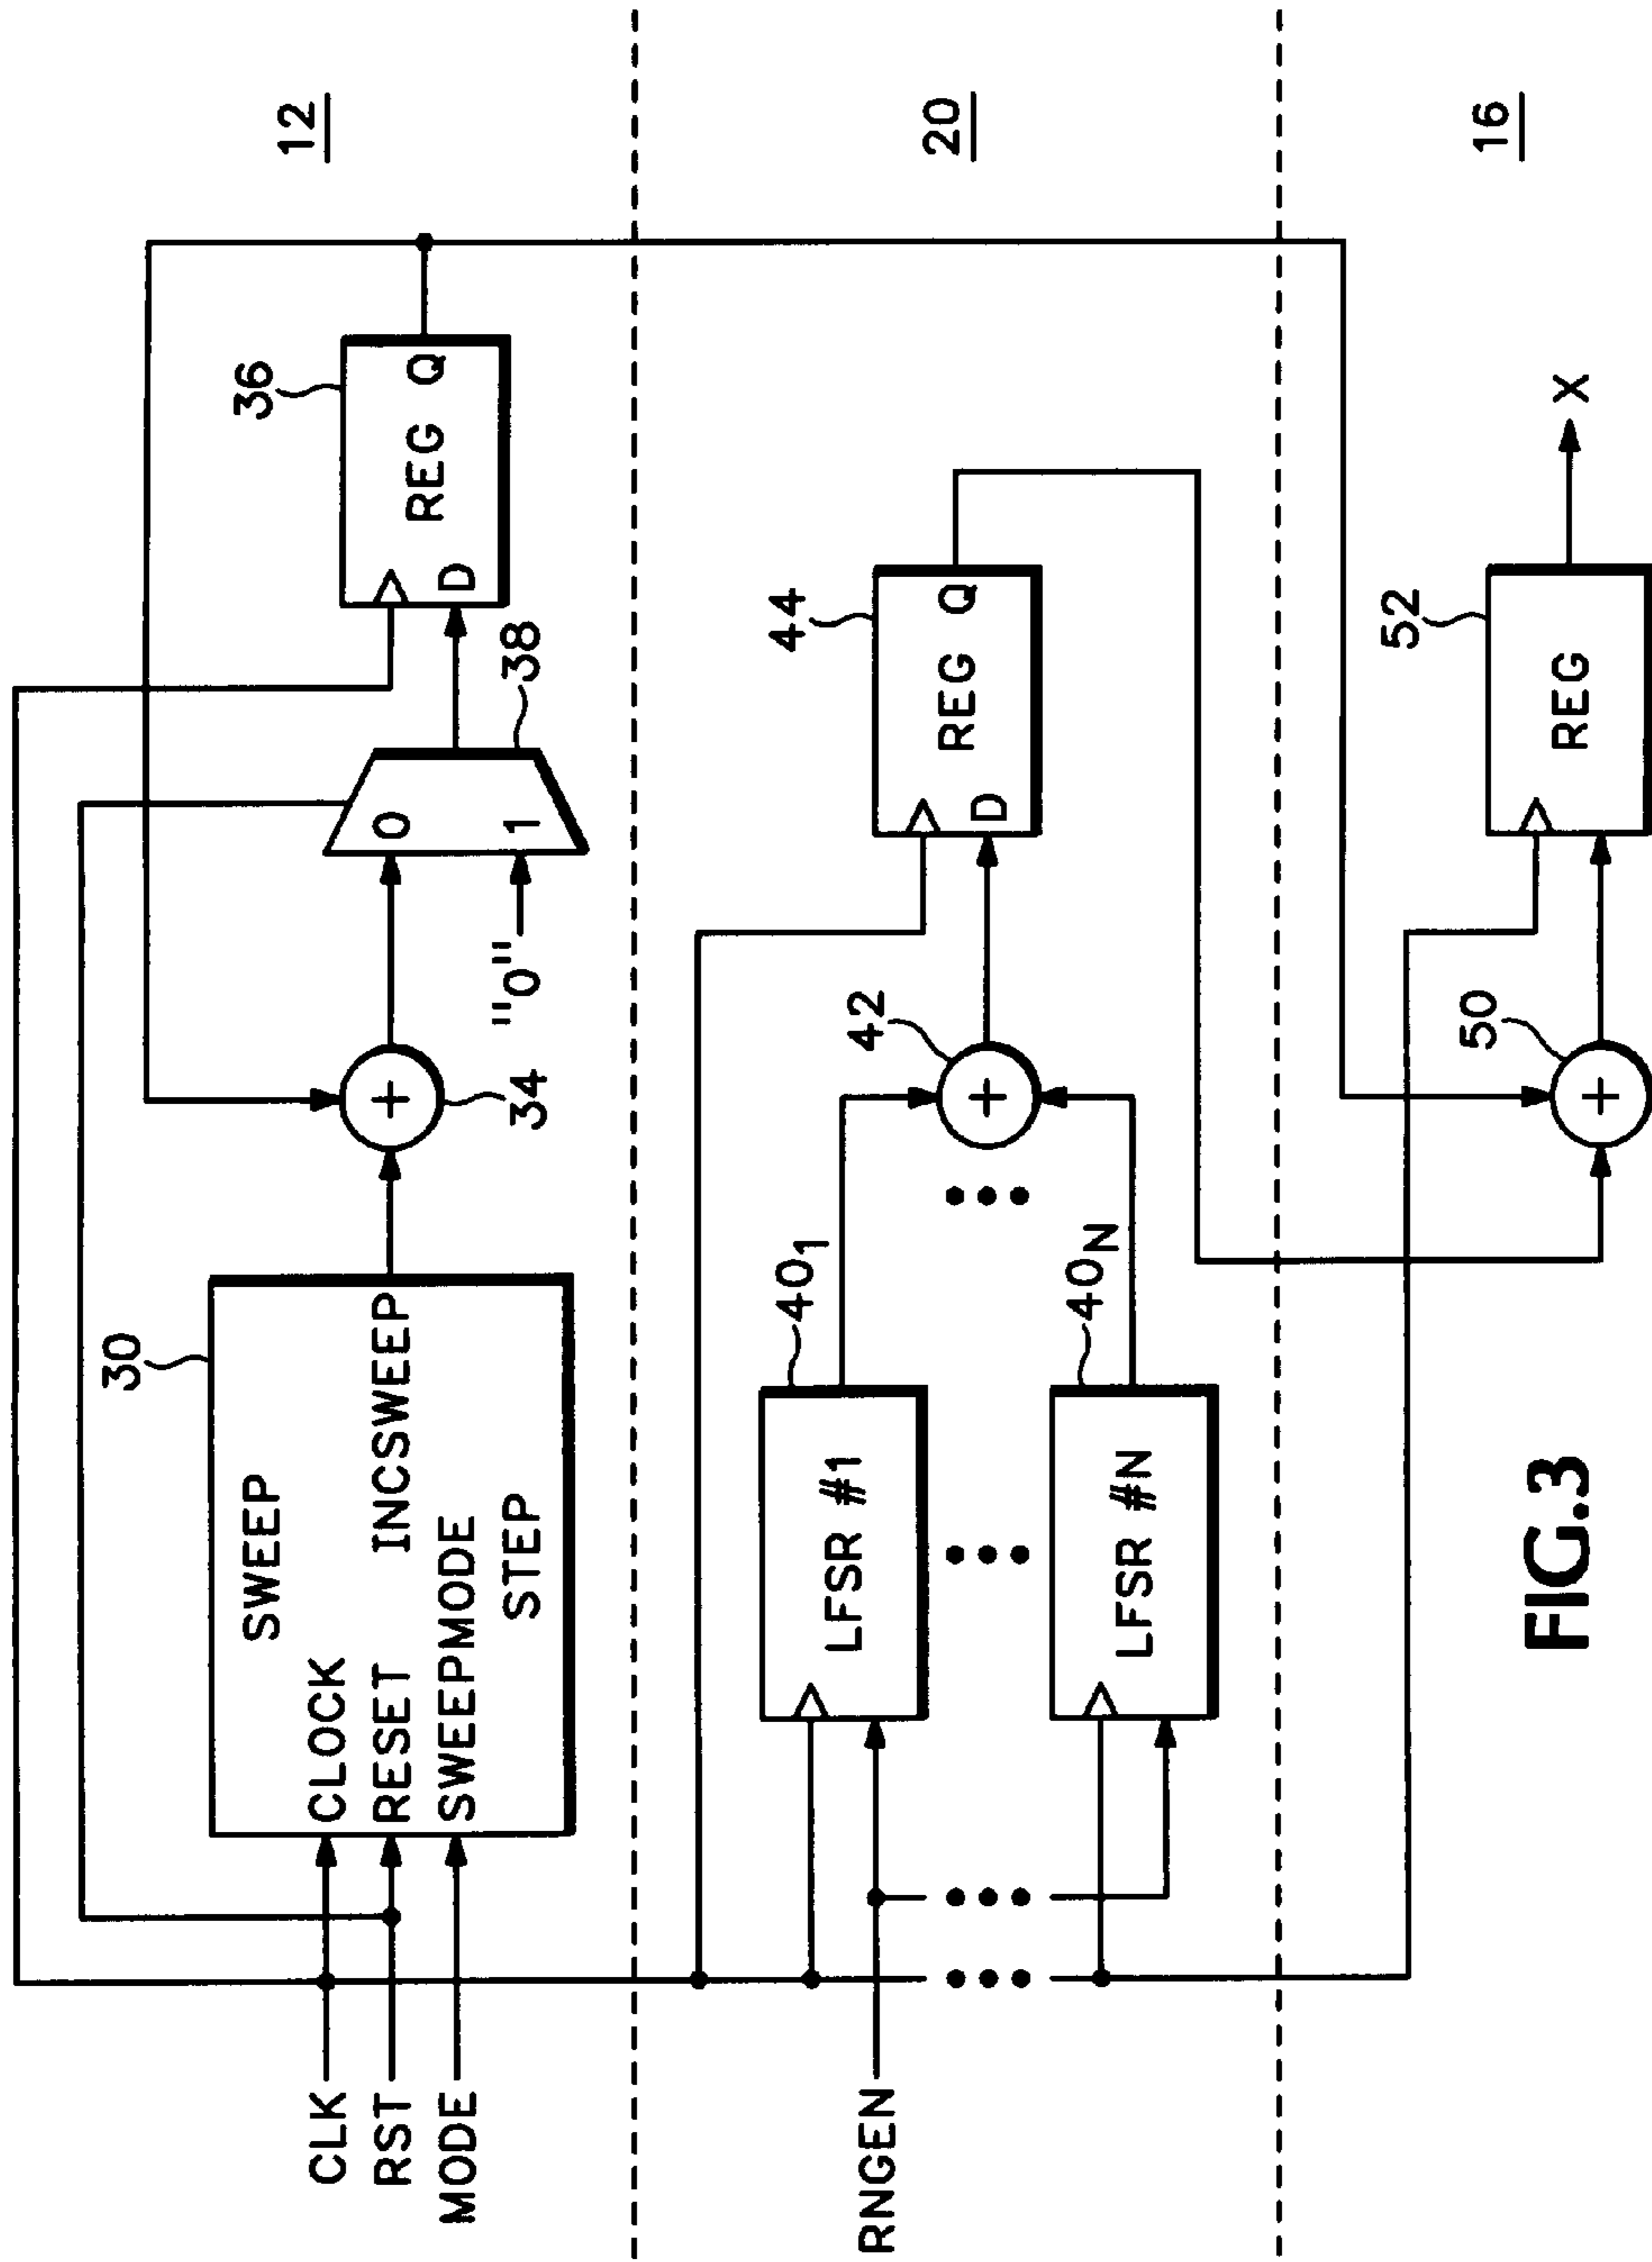 12
36
REG Q
D
38
0
1
"0"
34
30
SWEEP
CLOCK
RESET INCSWEEP
SWEEPMODE
STEP
CLK
RST
MODE
20
44
REG Q
D
42
40₁
LFSR #1
40N
LFSR #N
RNGEN
16
X
52
REG
50
FIG.3